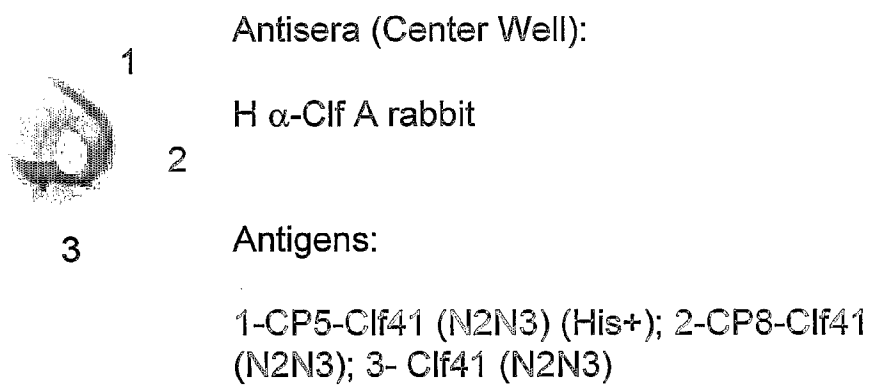 Antisera (Center Well):
1
H α-Clf A rabbit
2
3
Antigens:
1-CP5-Clf41 (N2N3) (His+); 2-CP8-Clf41
(N2N3); 3- Clf41 (N2N3)